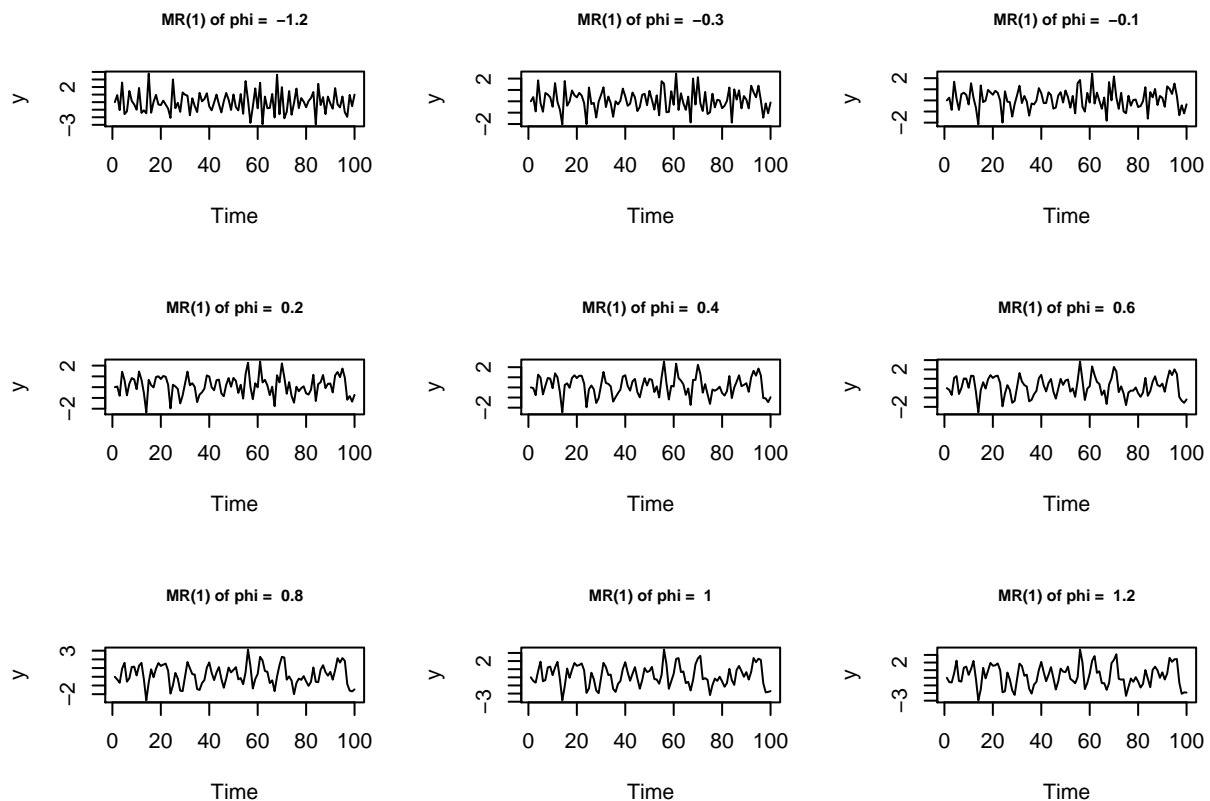 MR(1) of phi = −1.2
MR(1) of phi = −0.3
MR(1) of phi = −0.1
y
2
−3
0 20 40 60 80 100
Time
y
2
−2
0 20 40 60 80 100
Time
y
2
−2
0 20 40 60 80 100
Time
MR(1) of phi = 0.2
MR(1) of phi = 0.4
MR(1) of phi = 0.6
y
2
−2
0 20 40 60 80 100
Time
y
2
−2
0 20 40 60 80 100
Time
y
2
−2
0 20 40 60 80 100
Time
MR(1) of phi = 0.8
MR(1) of phi = 1
MR(1) of phi = 1.2
y
3
−2
0 20 40 60 80 100
Time
y
2
−3
0 20 40 60 80 100
Time
y
2
−3
0 20 40 60 80 100
Time